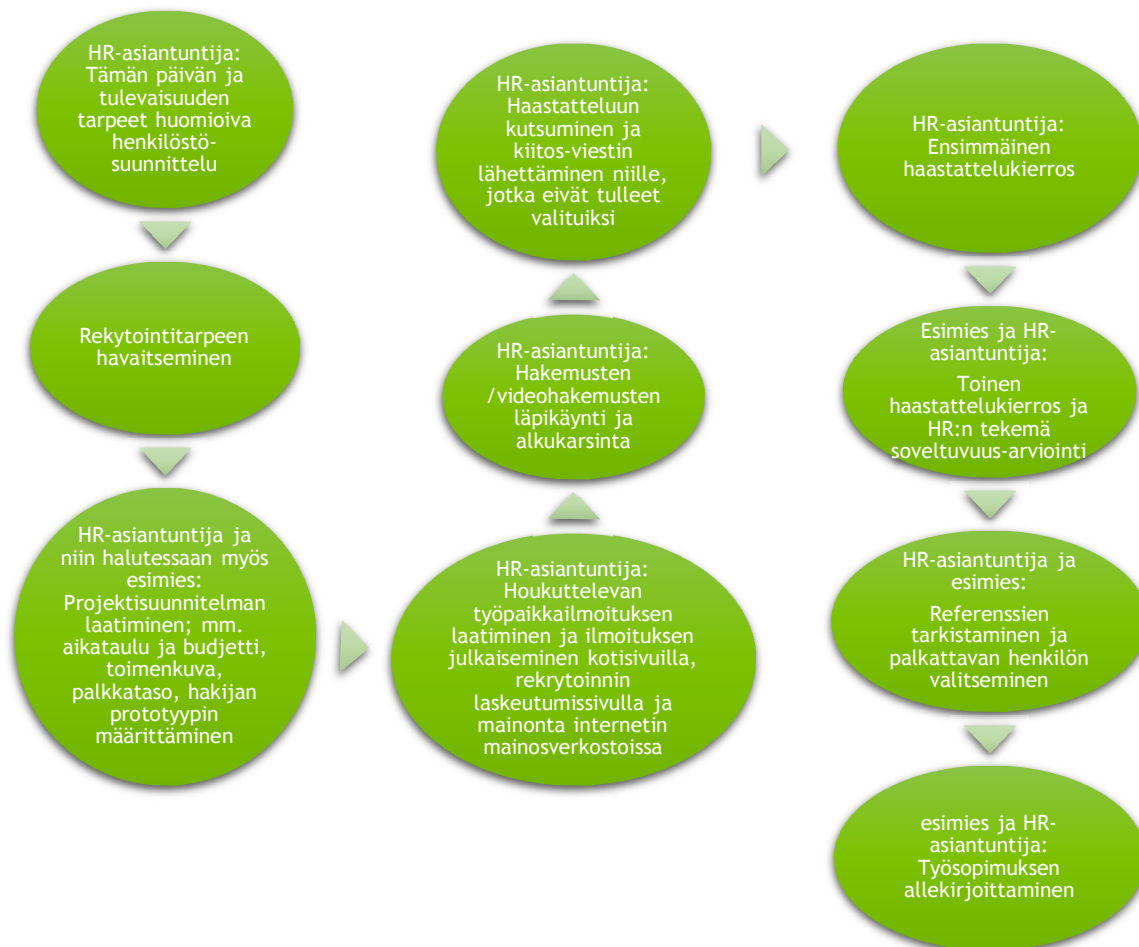 HR-asiantuntija:
Tämän päivän ja
tulevaisuuden
tarpeet huomioiva
henkilöstö-
suunnittelu
Rekytointitarpeen
havaitseminen
HR-asiantuntija ja
niin halutessaan myös
esimies:
Projektisuunnitelman
laatiminen; mm.
aikataulu ja budjetti,
toimenkuva,
palkkataso, hakijan
prototyypin
määrittäminen
HR-asiantuntija:
Houkuttelevan
työpaikkailmoituksen
laatiminen ja ilmoituksen
julkaiseminen kotisivuilla,
rekrytoinnin
laskeutumissivulla ja
mainonta internetin
mainosverkostoissa
HR-asiantuntija:
Hakemusten
/videohakemusten
läpikäynti ja
alkukarsinta
HR-asiantuntija:
Haastatteluun
kutsuminen ja
kiitos-viestin
lähettäminen niille,
jotka eivät tulleet
valituiksi
HR-asiantuntija:
Ensimmäinen
haastattelukierros
Esimies ja HR-
asiantuntija:
Toinen
haastattelukierros ja
HR:n tekemä
soveltuvuus-arviointi
HR-asiantuntija ja
esimies:
Referenssien
tarkistaminen ja
palkattavan henkilön
valitseminen
esimies ja HR-
asiantuntija:
Työsopimuksen
allekirjoittaminen